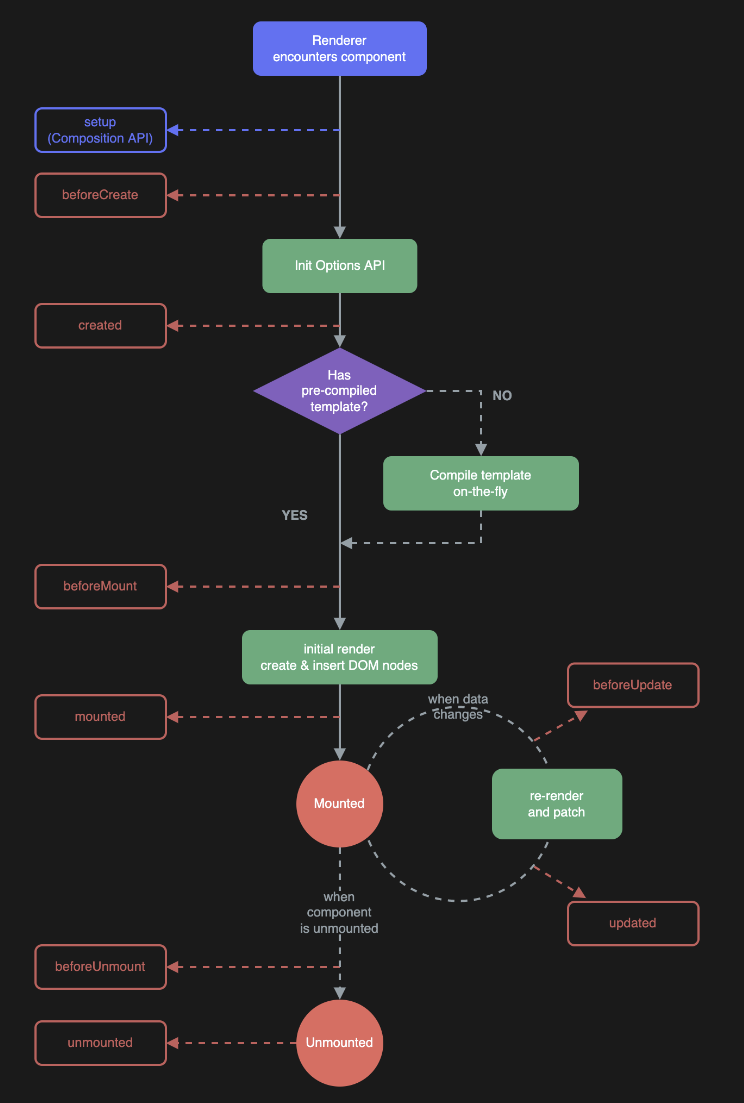 Renderer
encounters component
setup
(Composition API)
beforeCreate
Init Options API
created
Has
pre-compiled
template?
NO
Compile template
on-the-fly
YES
beforeMount
initial render
create & insert DOM nodes
beforeUpdate
when data
changes
mounted
Mounted
re-render
and patch
when
component
is unmounted
updated
beforeUnmount
unmounted
Unmounted